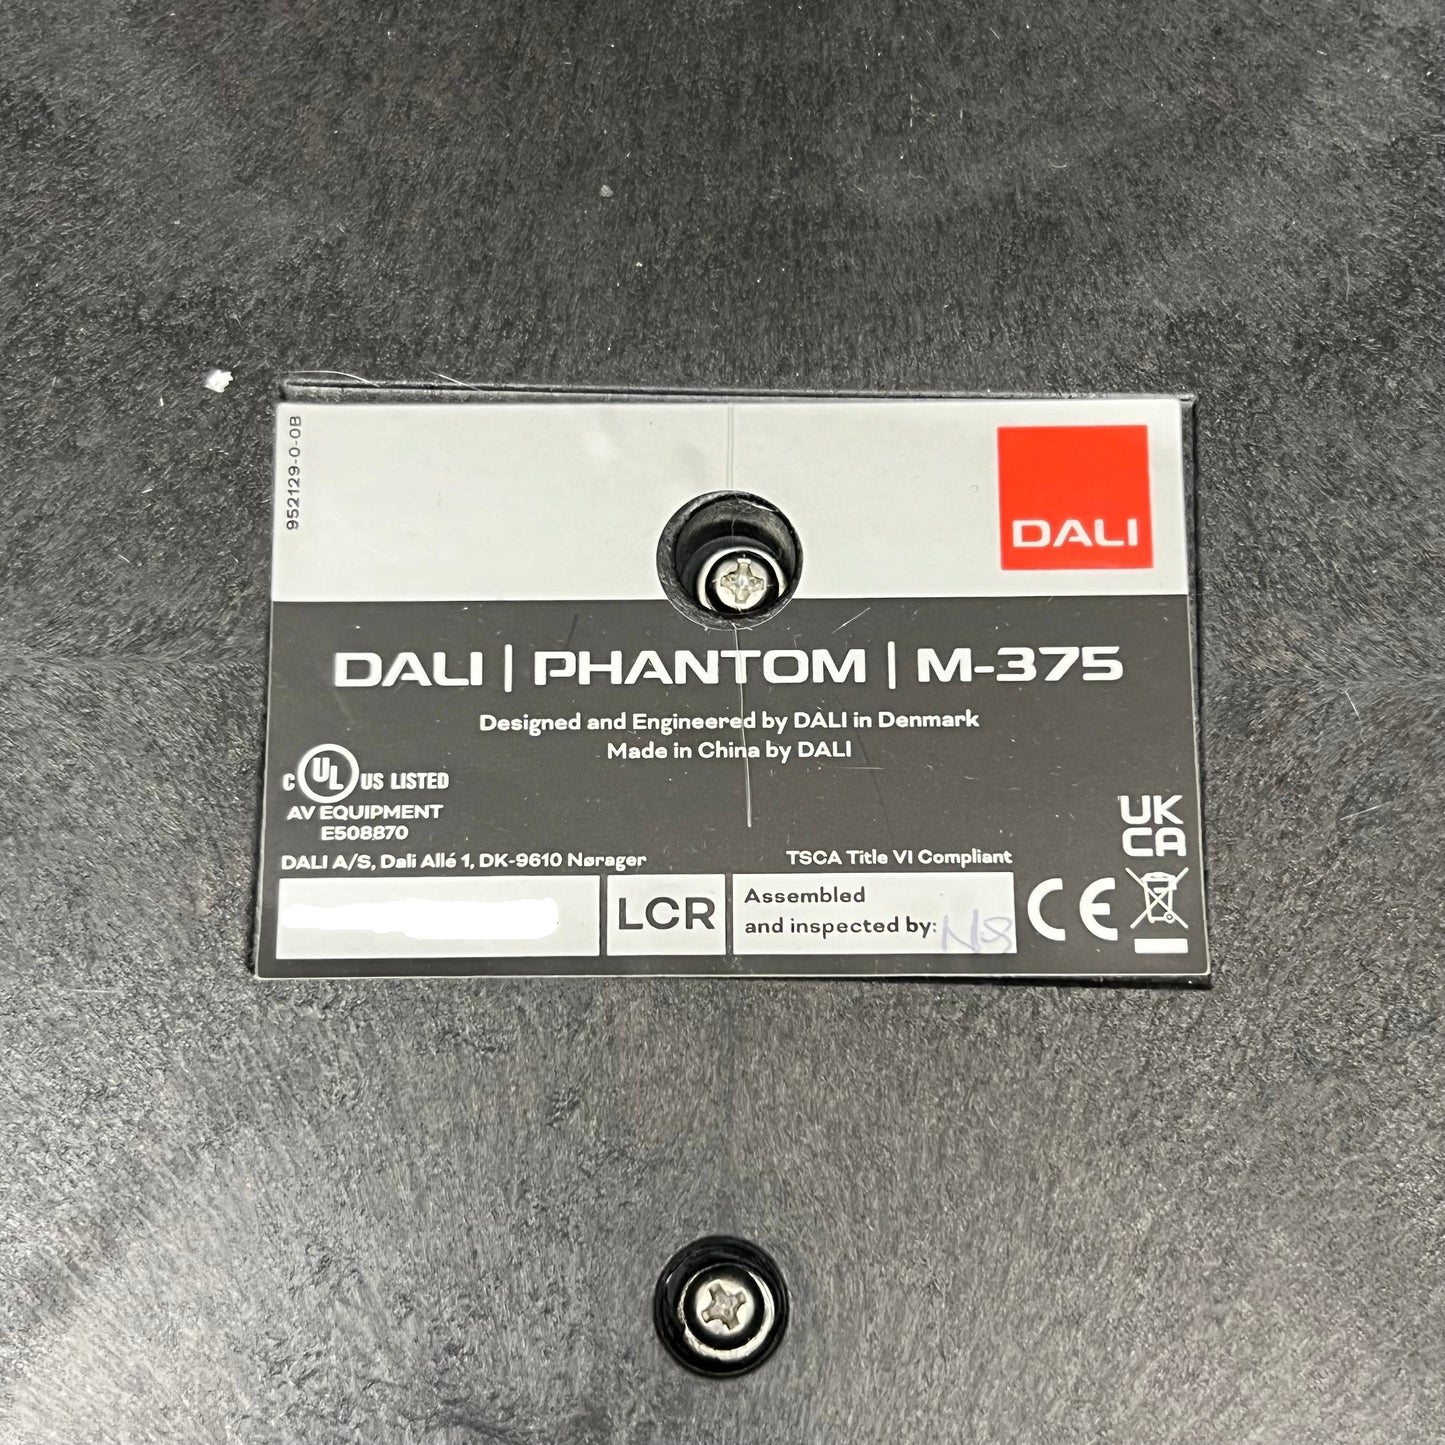 952129-0-0B
DALI
DALI | PHANTOM | M-375
Designed and Engineered by DALI in Denmark
Made in China by DALI
C UL US LISTED
AV EQUIPMENT
E508870
DALI A/S, Dali Allé 1, DK-9610 Nørager
TSCA Title VI Compliant
UK
CA
LCR
Assembled
and inspected by:
CE